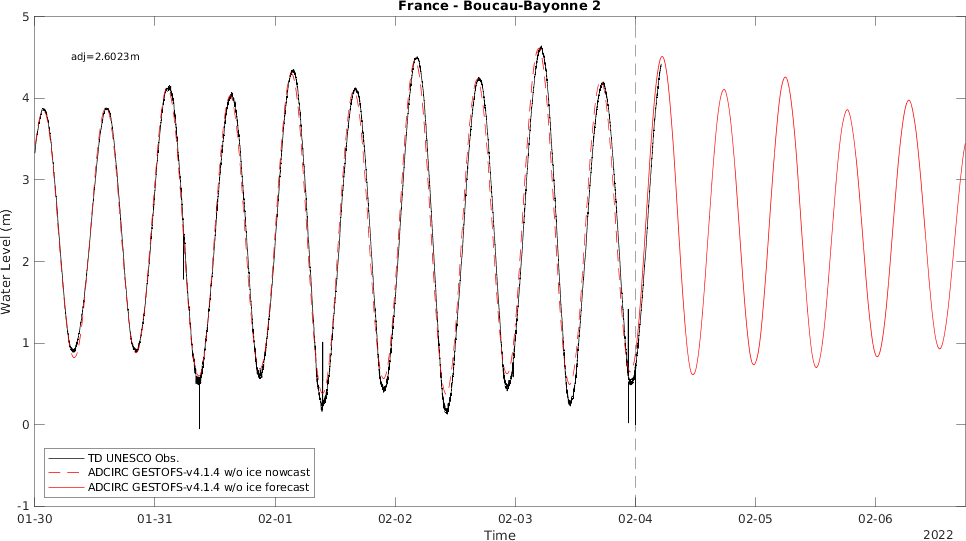 France - Boucau-Bayonne 2
adj=2.6023m
5
4
3
2
1
0
-1
Water Level (m)
TD UNESCO Obs.
ADCIRC GESTOFS-v4.1.4 w/o ice nowcast
ADCIRC GESTOFS-v4.1.4 w/o ice forecast
01-30 01-31 02-01 02-02 02-03 02-04 02-05 02-06
Time
2022